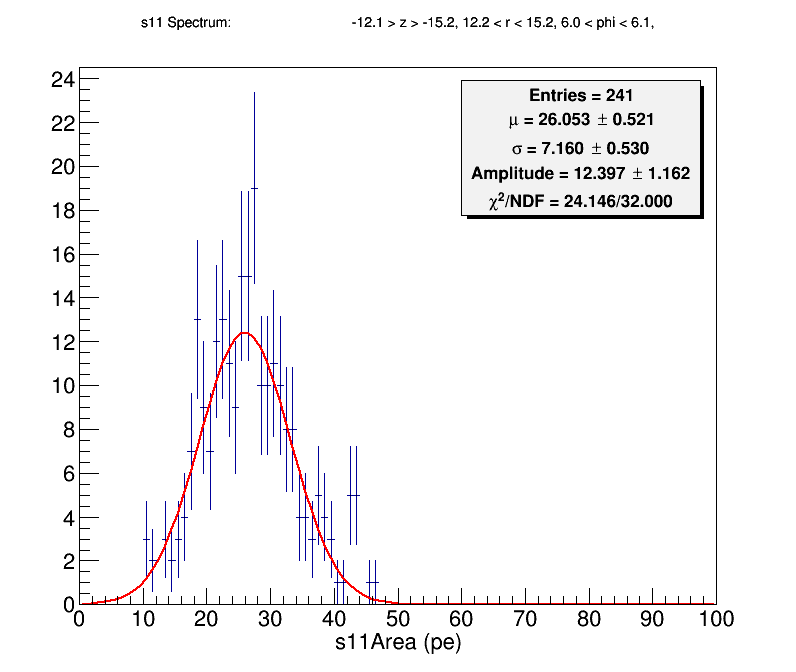 s11 Spectrum: -12.1 > z > -15.2, 12.2 < r < 15.2, 6.0 < phi < 6.1,
Entries = 241
μ = 26.053 ± 0.521
σ = 7.160 ± 0.530
Amplitude = 12.397 ± 1.162
χ²/NDF = 24.146/32.000
24
22
20
18
16
14
12
10
8
6
4
2
0
0 10 20 30 40 50 60 70 80 90 100
s11Area (pe)